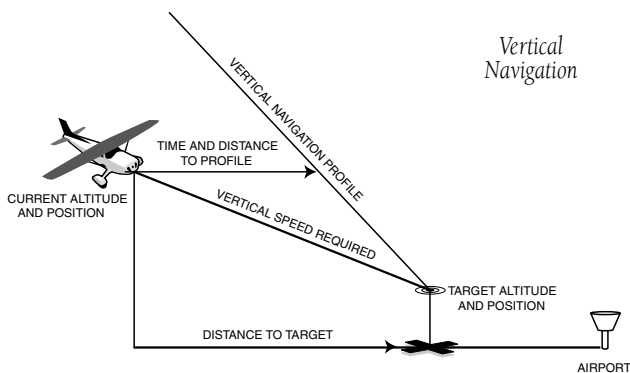 Vertical
Navigation
VERTICAL NAVIGATION PROFILE
TIME AND DISTANCE
TO PROFILE
CURRENT ALTITUDE
AND POSITION
VERTICAL SPEED REQUIRED
TARGET ALTITUDE
AND POSITION
DISTANCE TO TARGET
AIRPORT